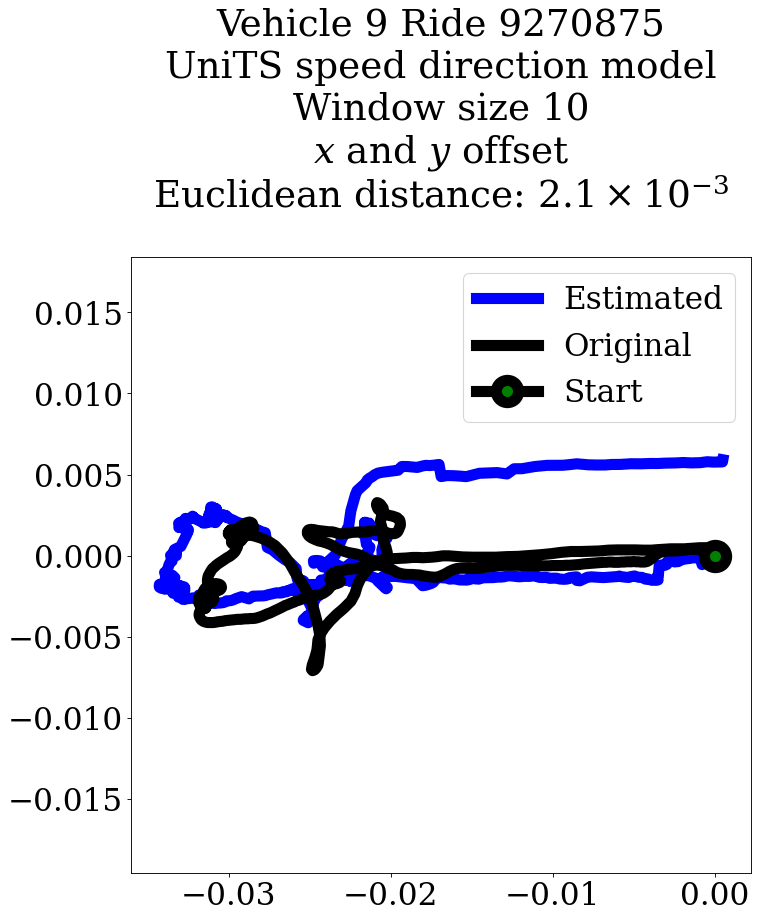 Vehicle 9 Ride 9270875
UniTS speed direction model
Window size 10
x and y offset
Euclidean distance: 2.1 × 10⁻³
Estimated
Original
Start
0.015
0.010
0.005
0.000
−0.005
−0.010
−0.015
−0.03
−0.02
−0.01
0.00